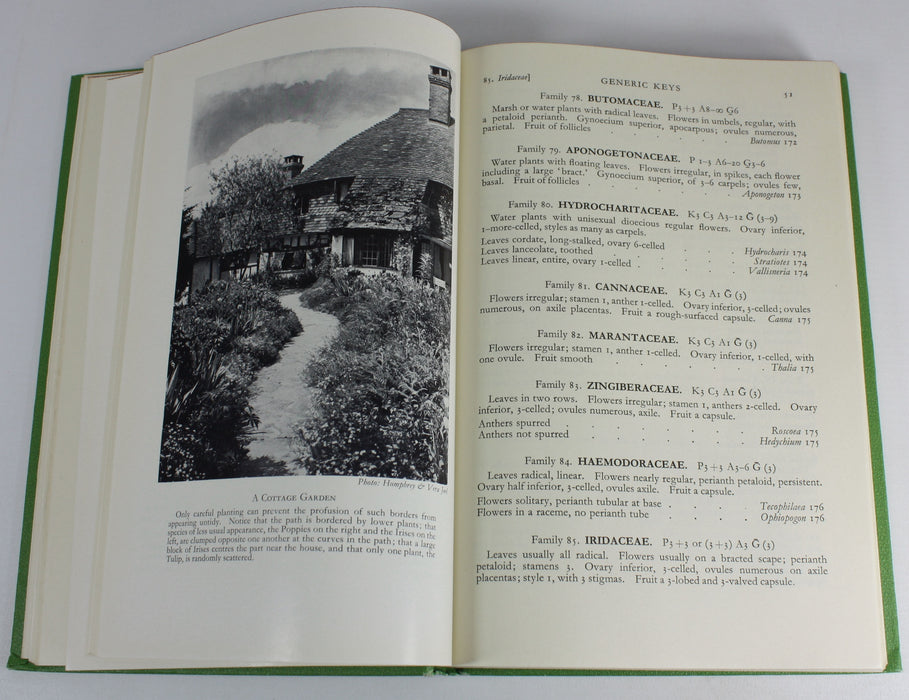 Photo: Humphrey & Vera
A COTTAGE GARDEN
Only careful planting can prevent the profusion of such borders from
appearing untidy. Notice that the path is bordered by lower plants; that
species of less usual appearance, the Poppies on the right and the Irises on the
left, are clumped opposite one another at the curves in the path; that a large
block of Irises centres the part near the house, and that only one plant, the
Tulip, is randomly scattered.
85. Iridaceae]
GENERIC KEYS
51
Family 78. BUTOMACEAE. P3+3 A8-∞ G6
Marsh or water plants with radical leaves. Flowers in umbels, regular, with
a petaloid perianth. Gynoecium superior, apocarpous; ovules numerous,
parietal. Fruit of follicles . . . . . Butomus 172
Family 79. APONOGETONACEAE. P 1-3 A6-20 G3-6
Water plants with floating leaves. Flowers irregular, in spikes, each flower
including a large 'bract.' Gynoecium superior, of 3-6 carpels; ovules few,
basal. Fruit of follicles . . . . . Aponogeton 173
Family 80. HYDROCHARITACEAE. K3 C3 A3-12 Ḡ (3-9)
Water plants with unisexual dioecious regular flowers. Ovary inferior,
1-more-celled, styles as many as carpels.
Leaves cordate, long-stalked, ovary 6-celled . . . Hydrocharis 174
Leaves lanceolate, toothed . . . . . Stratiotes 174
Leaves linear, entire, ovary 1-celled . . . . . Vallisneria 174
Family 81. CANNACEAE. K3 C3 A1 Ḡ (3)
Flowers irregular; stamen 1, anther 1-celled. Ovary inferior, 3-celled; ovules
numerous, on axile placentas. Fruit a rough-surfaced capsule. Canna 175
Family 82. MARANTACEAE. K3 C3 A1 Ḡ (3)
Flowers irregular; stamen 1, anther 1-celled. Ovary inferior, 1-celled, with
one ovule. Fruit smooth . . . . . Thalia 175
Family 83. ZINGIBERACEAE. K3 C3 A1 Ḡ (3)
Leaves in two rows. Flowers irregular; stamen 1, anthers 2-celled. Ovary
inferior, 3-celled; ovules numerous, axile. Fruit a capsule.
Anthers spurred . . . . . Roscoea 175
Anthers not spurred . . . . . Hedychium 175
Family 84. HAEMODORACEAE. P3+3 A3-6 Ḡ (3)
Leaves radical, linear. Flowers nearly regular, perianth petaloid, persistent.
Ovary half inferior, 3-celled, ovules axile. Fruit a capsule.
Flowers solitary, perianth tubular at base . . . . Tecophilaea 176
Flowers in a raceme, no perianth tube . . . . Ophiopogon 176
Family 85. IRIDACEAE. P3+3 or (3+3) A3 Ḡ (3)
Leaves usually all radical. Flowers usually on a bracted scape; perianth
petaloid; stamens 3. Ovary inferior, 3-celled, ovules numerous on axile
placentas; style 1, with 3 stigmas. Fruit a 3-lobed and 3-valved capsule.